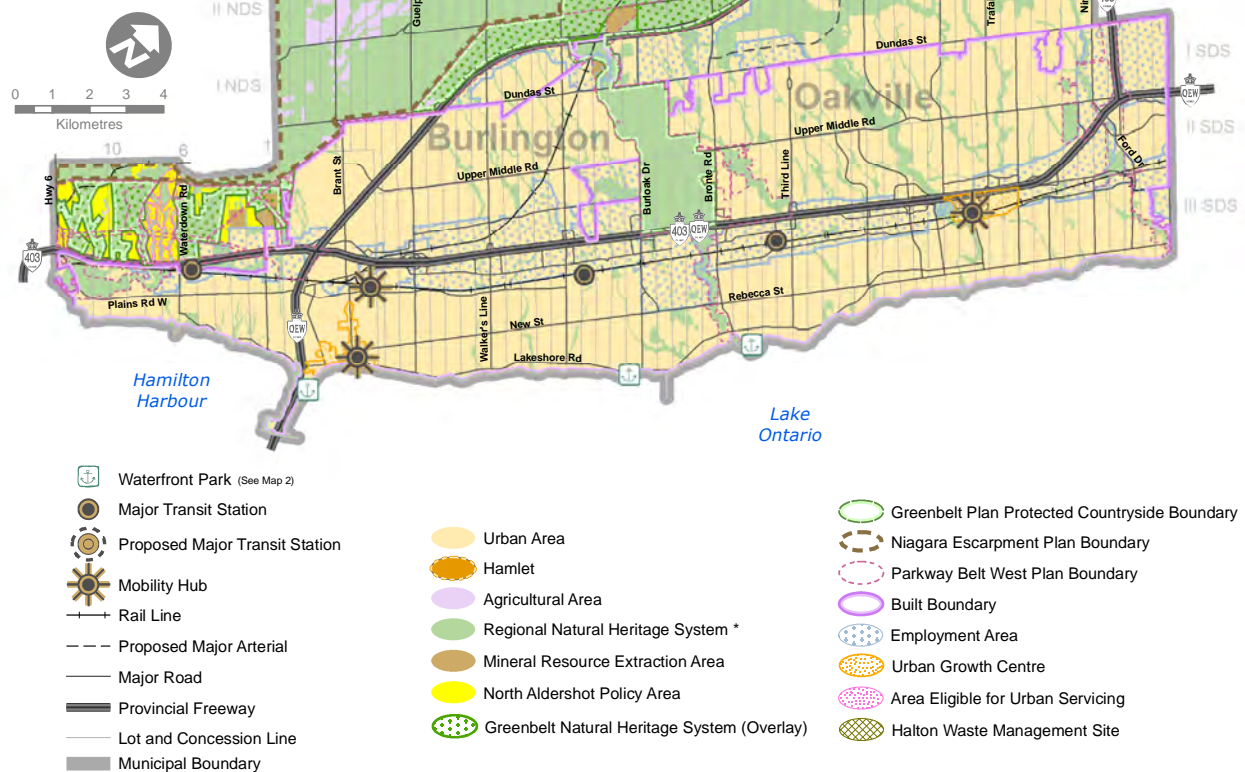 II NDS
Guelp
Trafa
Nin
403
N
I NDS
Dundas St
I SDS
0 1 2 3 4
Kilometres
Dundas St
Oakville
QEW
Burlington
Upper Middle Rd
II SDS
10 6 1
Brant St
Upper Middle Rd
Ford Dr
Hwy 6
Waterdown Rd
Burloak Dr
Bronte Rd
Third Line
III SDS
403
QEW
403
Plains Rd W
QEW
Walker's Line
New St
Rebecca St
Lakeshore Rd
Hamilton
Harbour
Lake
Ontario
Waterfront Park (See Map 2)
Major Transit Station
Proposed Major Transit Station
Mobility Hub
Rail Line
Proposed Major Arterial
Major Road
Provincial Freeway
Lot and Concession Line
Municipal Boundary
Urban Area
Hamlet
Agricultural Area
Regional Natural Heritage System *
Mineral Resource Extraction Area
North Aldershot Policy Area
Greenbelt Natural Heritage System (Overlay)
Greenbelt Plan Protected Countryside Boundary
Niagara Escarpment Plan Boundary
Parkway Belt West Plan Boundary
Built Boundary
Employment Area
Urban Growth Centre
Area Eligible for Urban Servicing
Halton Waste Management Site